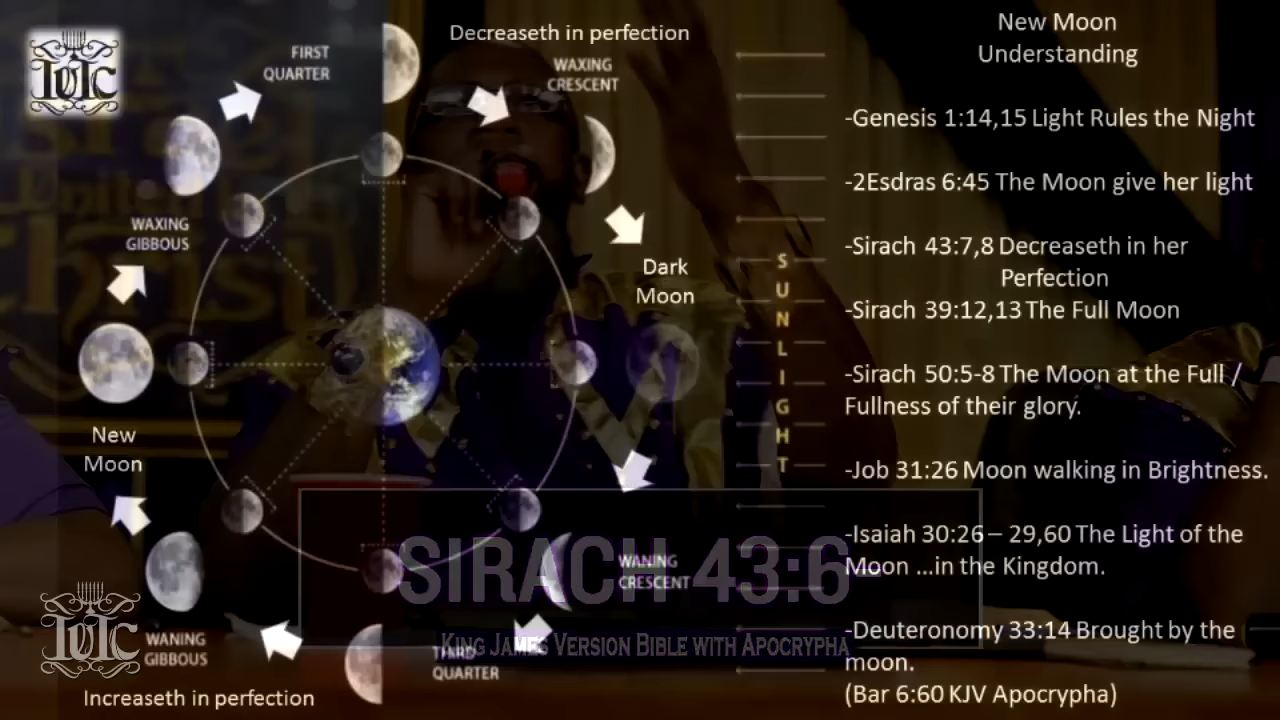 IUIC
FIRST
QUARTER
Decreaseth in perfection
WAXING
CRESCENT
WAXING
GIBBOUS
Dark
Moon
New
Moon
WANING
CRESCENT
WANING
GIBBOUS
THIRD
QUARTER
Increaseth in perfection
SUNLIGHT
SIRACH 43:6
KING JAMES VERSION BIBLE WITH APOCRYPHA
IUIC
New Moon
Understanding
-Genesis 1:14,15 Light Rules the Night
-2Esdras 6:45 The Moon give her light
-Sirach 43:7,8 Decreaseth in her
Perfection
-Sirach 39:12,13 The Full Moon
-Sirach 50:5-8 The Moon at the Full /
Fullness of their glory.
-Job 31:26 Moon walking in Brightness.
-Isaiah 30:26 – 29,60 The Light of the
Moon ...in the Kingdom.
-Deuteronomy 33:14 Brought by the
moon.
(Bar 6:60 KJV Apocrypha)